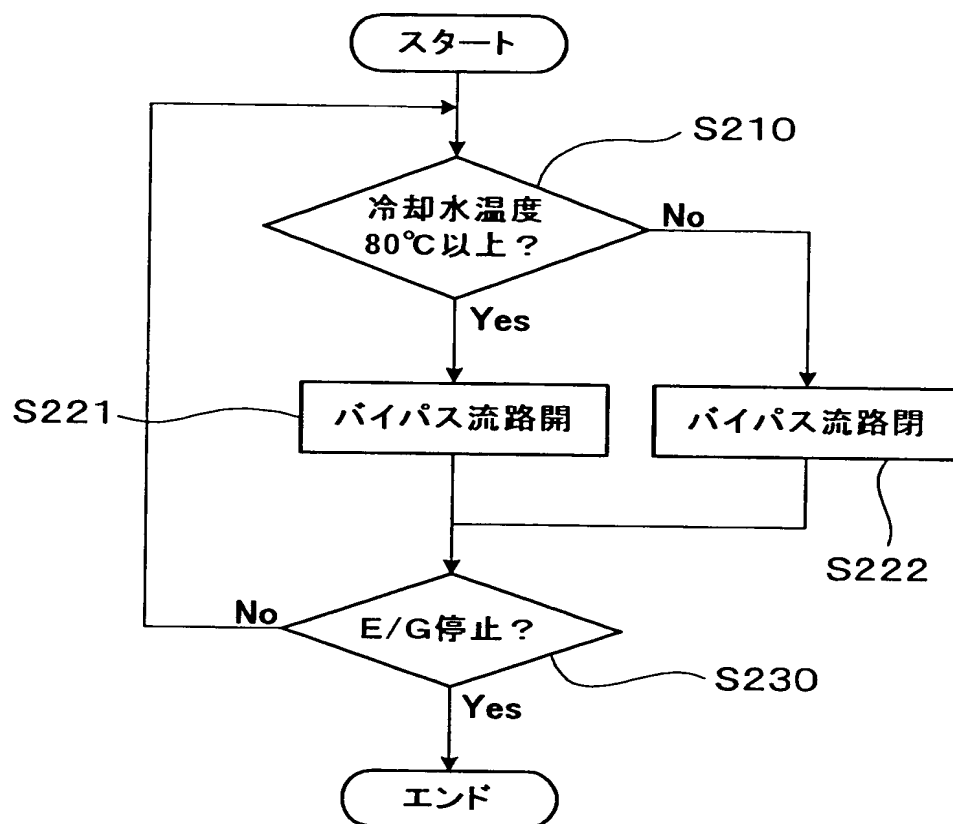 スタート
S210
冷却水温度
80℃以上？
No
Yes
S221
バイパス流路開
バイパス流路閉
S222
No
E/G停止？
S230
Yes
エンド